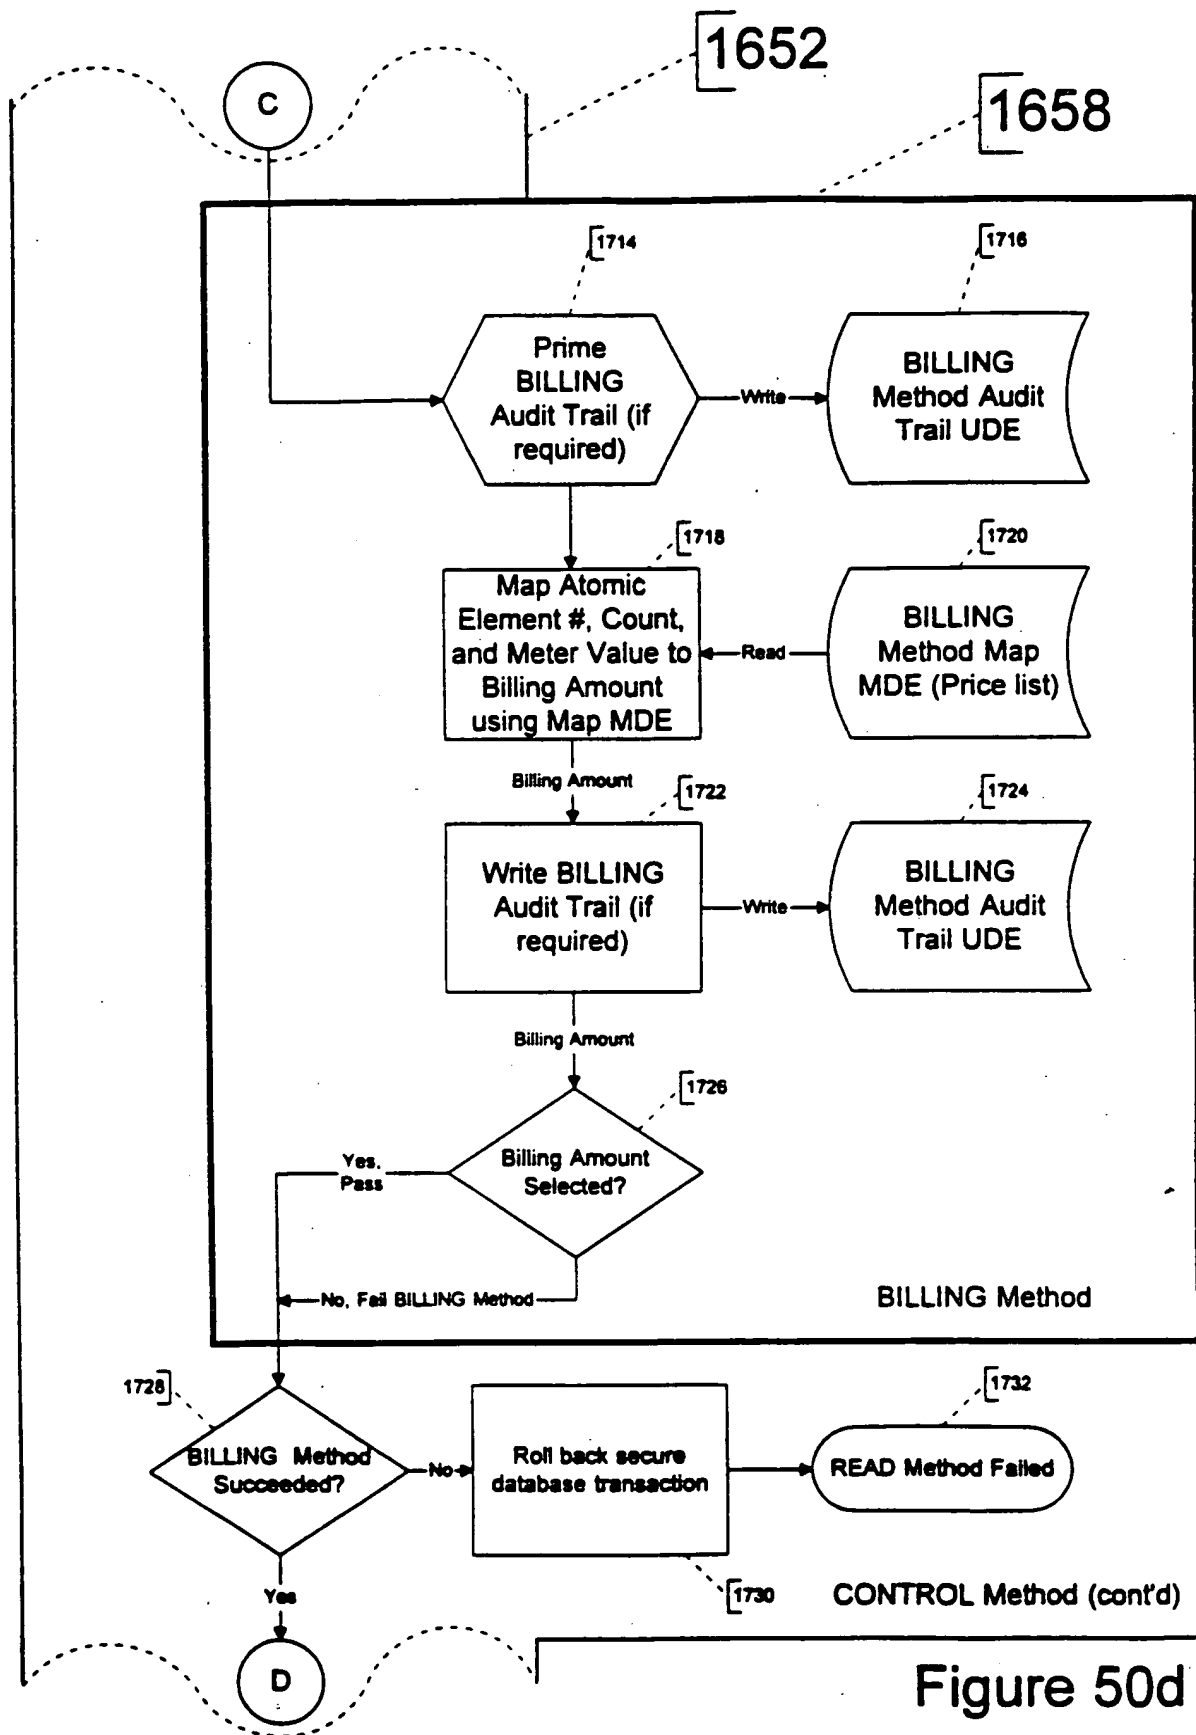 1652
C
1658
1714
1716
Prime
BILLING
Audit Trail (if
required)
Write
BILLING
Method Audit
Trail UDE
1718
1720
Map Atomic
Element #, Count,
and Meter Value to
Billing Amount
using Map MDE
Read
BILLING
Method Map
MDE (Price list)
Billing Amount
1722
1724
Write BILLING
Audit Trail (if
required)
Write
BILLING
Method Audit
Trail UDE
Billing Amount
1726
Billing Amount
Selected?
Yes,
Pass
No, Fail BILLING Method
BILLING Method
1728
1732
BILLING Method
Succeeded?
No
Roll back secure
database transaction
READ Method Failed
Yes
1730
CONTROL Method (cont'd)
D
Figure 50d